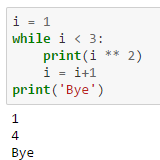 i = 1
while i < 3:
    print(i ** 2)
    i = i+1
print('Bye')
1
4
Bye